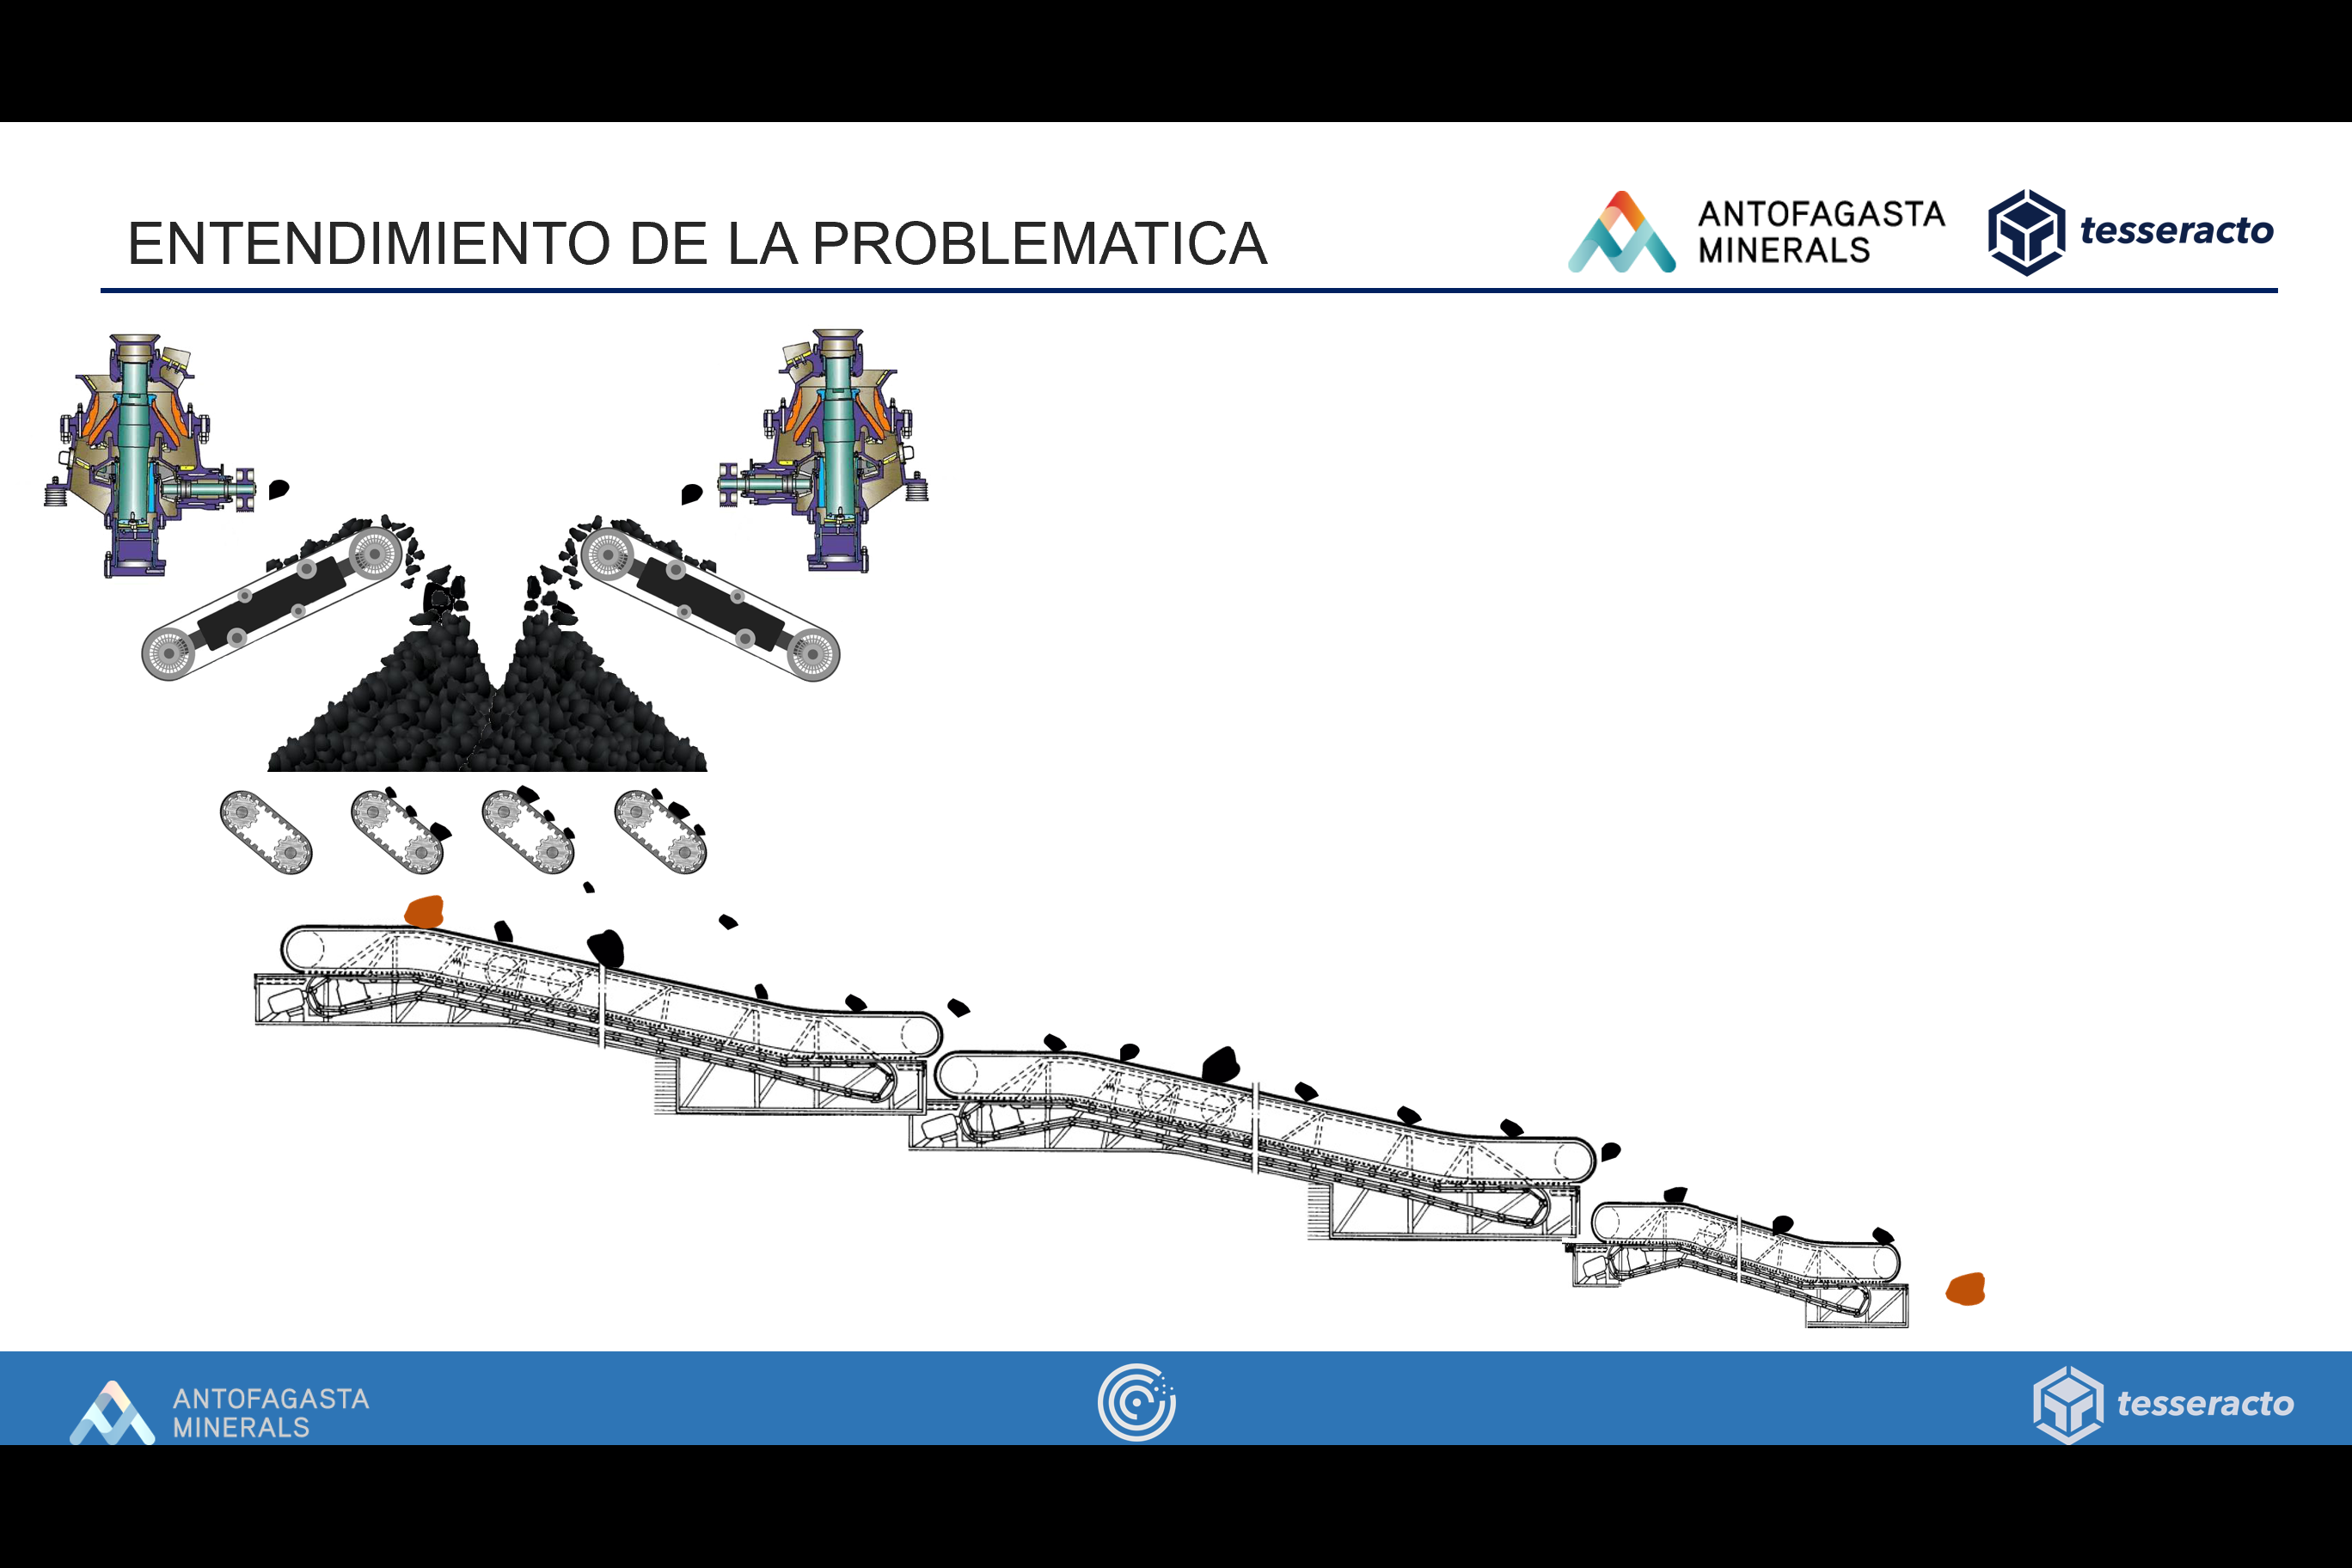 ENTENDIMIENTO DE LA PROBLEMATICA
ANTOFAGASTA
MINERALS
tesseracto
ANTOFAGASTA
MINERALS
tesseracto